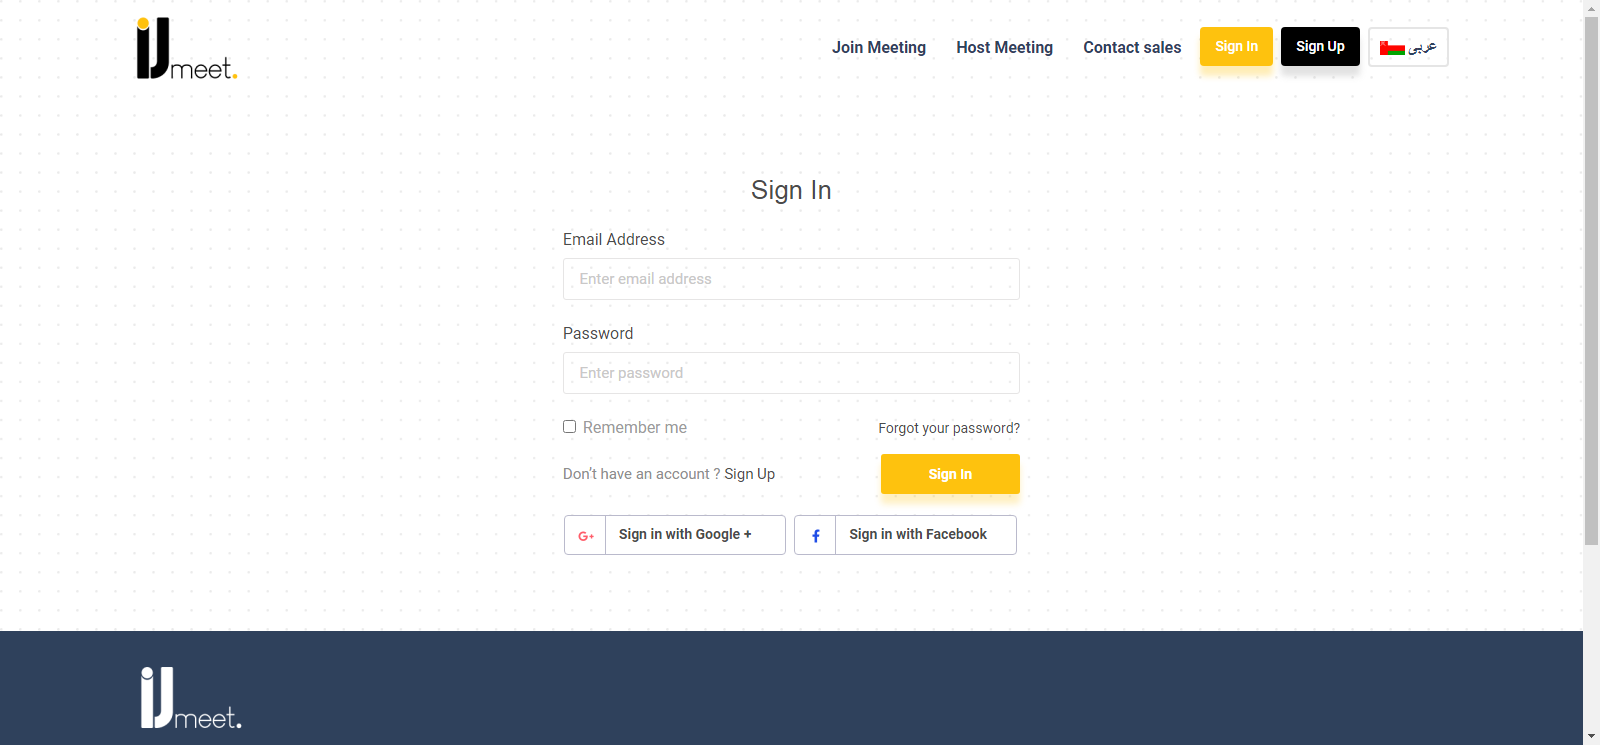 iJmeet.
Join Meeting
Host Meeting
Contact sales
Sign In
Sign Up
عربى
Sign In
Email Address
Enter email address
Password
Enter password
Remember me
Forgot your password?
Don't have an account ? Sign Up
Sign In
G+ Sign in with Google +
f Sign in with Facebook
iJmeet.